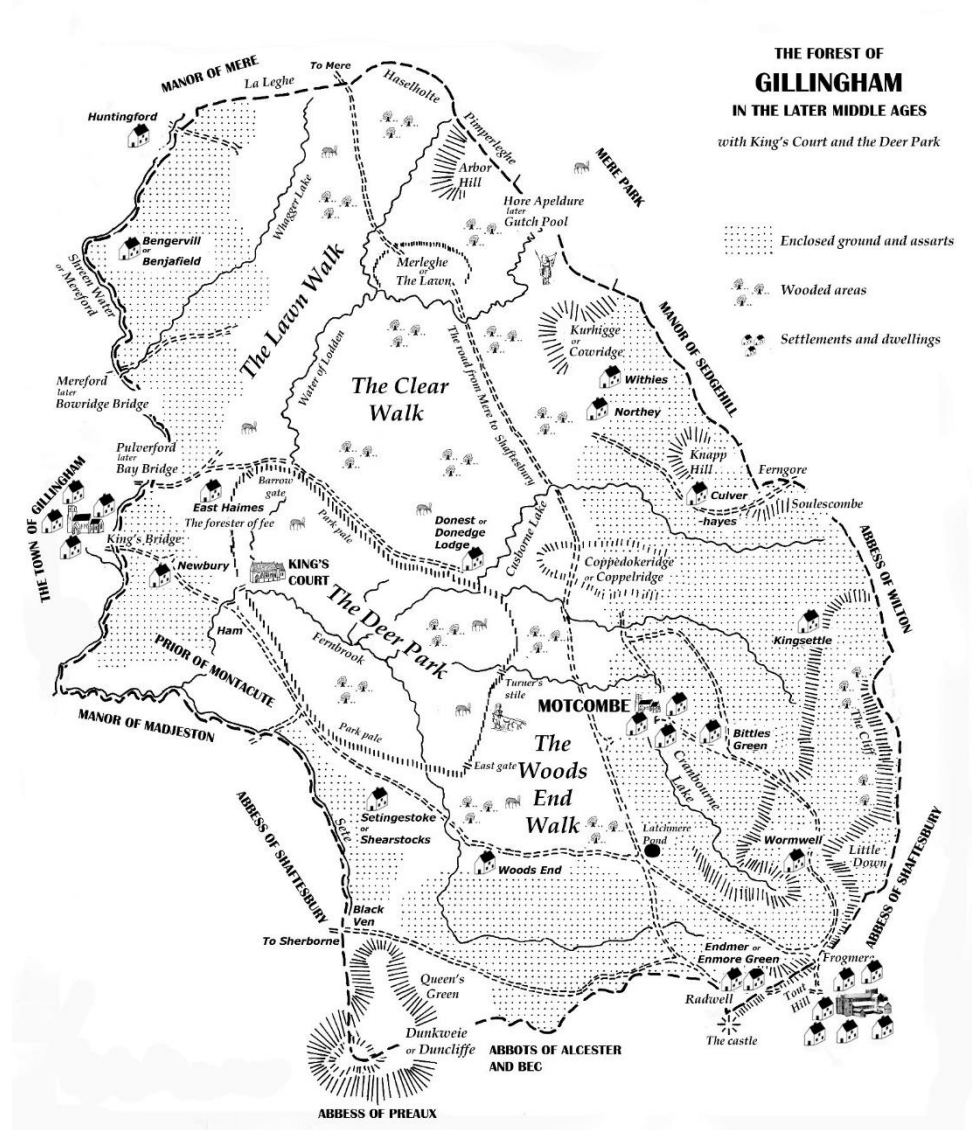 THE FOREST OF
GILLINGHAM
IN THE LATER MIDDLE AGES
with King's Court and the Deer Park
Enclosed ground and assarts
Wooded areas
Settlements and dwellings
MANOR OF MERE
La Leghe
To Mere
Haselholte
Pimperleghe
MERE PARK
Huntingford
Arbor
Hill
Hore Apeldure
later
Gutch Pool
Whagger Lake
Bengervill
or
Benjafield
Merleghe
or
The Lawn
Shreen Water
or Mereford
The Lawn Walk
Kurhigge
or
Cowridge
MANOR OF SEDGEHILL
Water of Lodden
The road from Mere to Shaftesbury
Withies
Northey
The Clear
Walk
Mereford
later
Bowridge Bridge
Pulverford
later
Bay Bridge
Knapp
Hill
Ferngore
Culver
-hayes
Soulescombe
THE TOWN OF GILLINGHAM
Barrow
gate
East Haimes
The forester of fee
Park pale
Donest or
Donedge
Lodge
Cusborne Lake
King's Bridge
Newbury
KING'S
COURT
Coppedokeridge
or Coppelridge
ABBESS OF WILTON
The Deer Park
Kingsettle
Ham
Fernbrook
PRIOR OF MONTACUTE
Turner's
stile
MOTCOMBE
MANOR OF MADJESTON
Park pale
The
Woods
End
Walk
Bittles
Green
The Cliff
East gate
Cranbourne
Lake
Setingestoke
or
Shearstocks
Sete
Latchmere
Pond
Wormwell
Little
Down
Woods End
ABBESS OF SHAFTESBURY
ABBESS OF SHAFTESBURY
Black
Ven
To Sherborne
Endmer or
Enmore Green
Frogmere
Queen's
Green
Radwell
Tout
Hill
The castle
Dunkweie
or Duncliffe
ABBOTS OF ALCESTER
AND BEC
ABBESS OF PREAUX